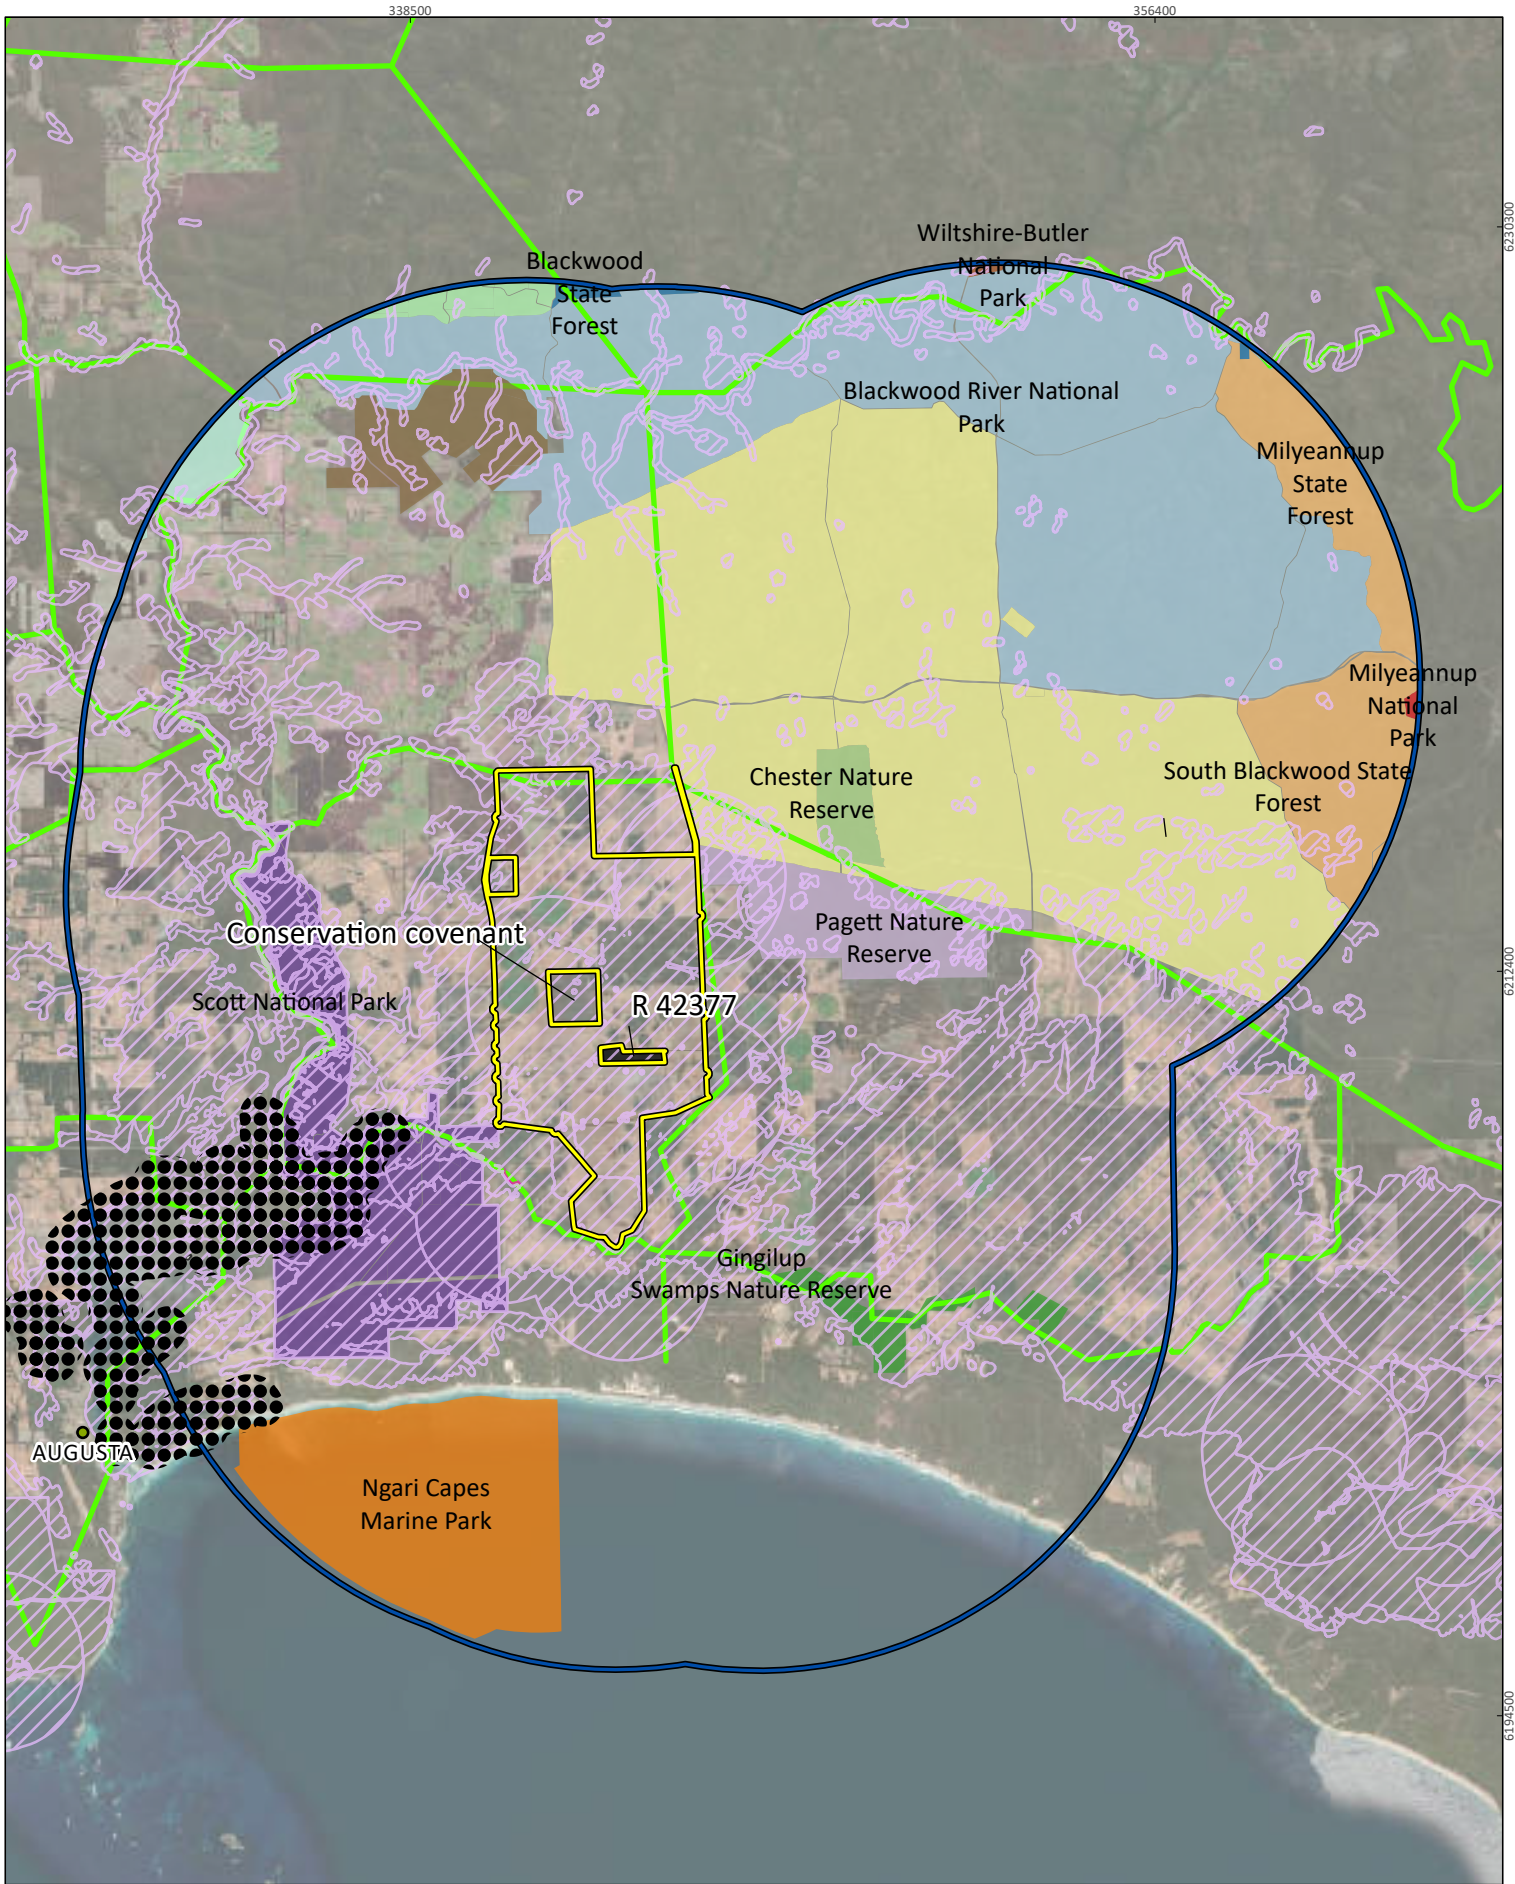 338500
356400
6230300
Wiltshire-Butler
National
Park
Blackwood
State
Forest
Blackwood River National
Park
Milyeannup
State
Forest
Milyeannup
National
Park
Chester Nature
Reserve
South Blackwood State
Forest
Pagett Nature
Reserve
Conservation covenant
6212400
Scott National Park
R 42377
Gingilup
Swamps Nature Reserve
AUGUSTA
Ngari Capes
Marine Park
6194500